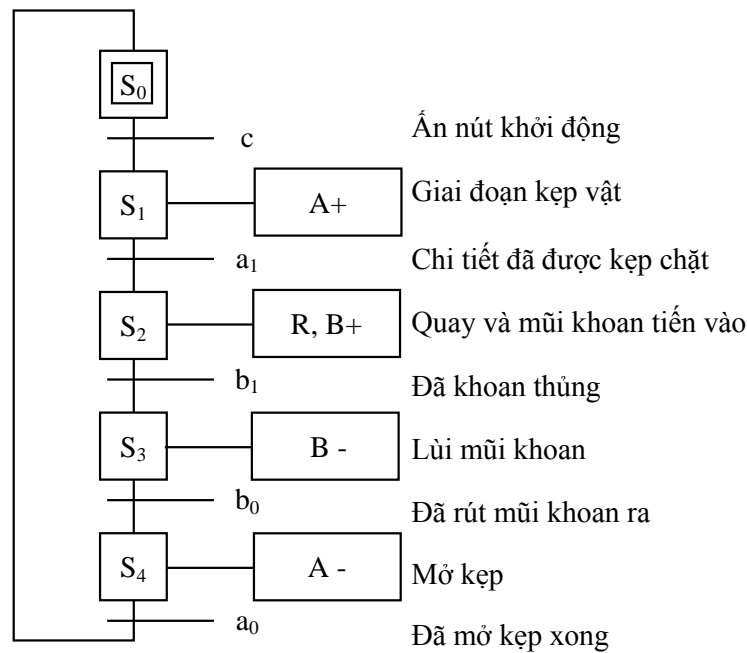 S₀
c Ấn nút khởi động
S₁ A+ Giai đoạn kẹp vật
a₁ Chi tiết đã được kẹp chặt
S₂ R, B+ Quay và mũi khoan tiến vào
b₁ Đã khoan thủng
S₃ B - Lùi mũi khoan
b₀ Đã rút mũi khoan ra
S₄ A - Mở kẹp
a₀ Đã mở kẹp xong